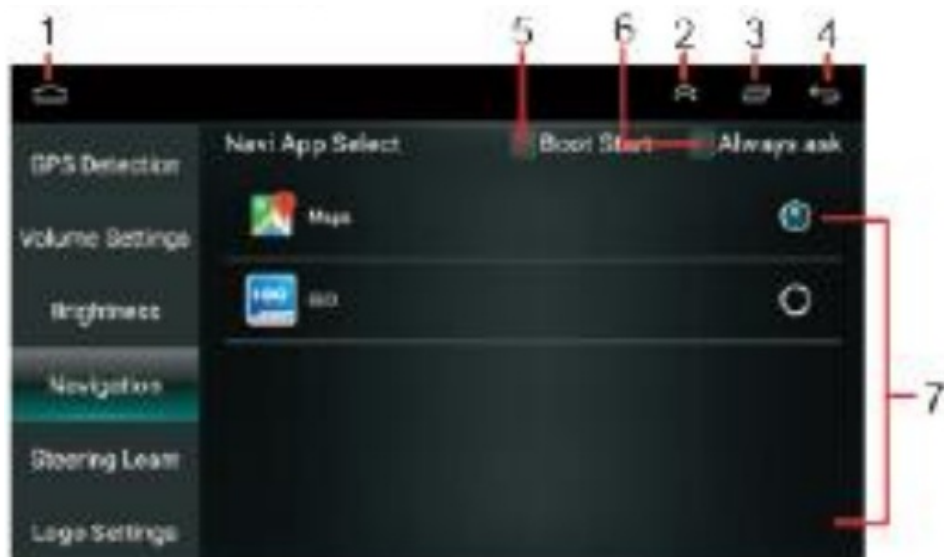 1 5 6 2 3 4
GPS Detection
Navi App Select Boot Start Always ask
Maps
Volume Settings
Brightness
Navigation
7
Steering Learn
Logo Settings